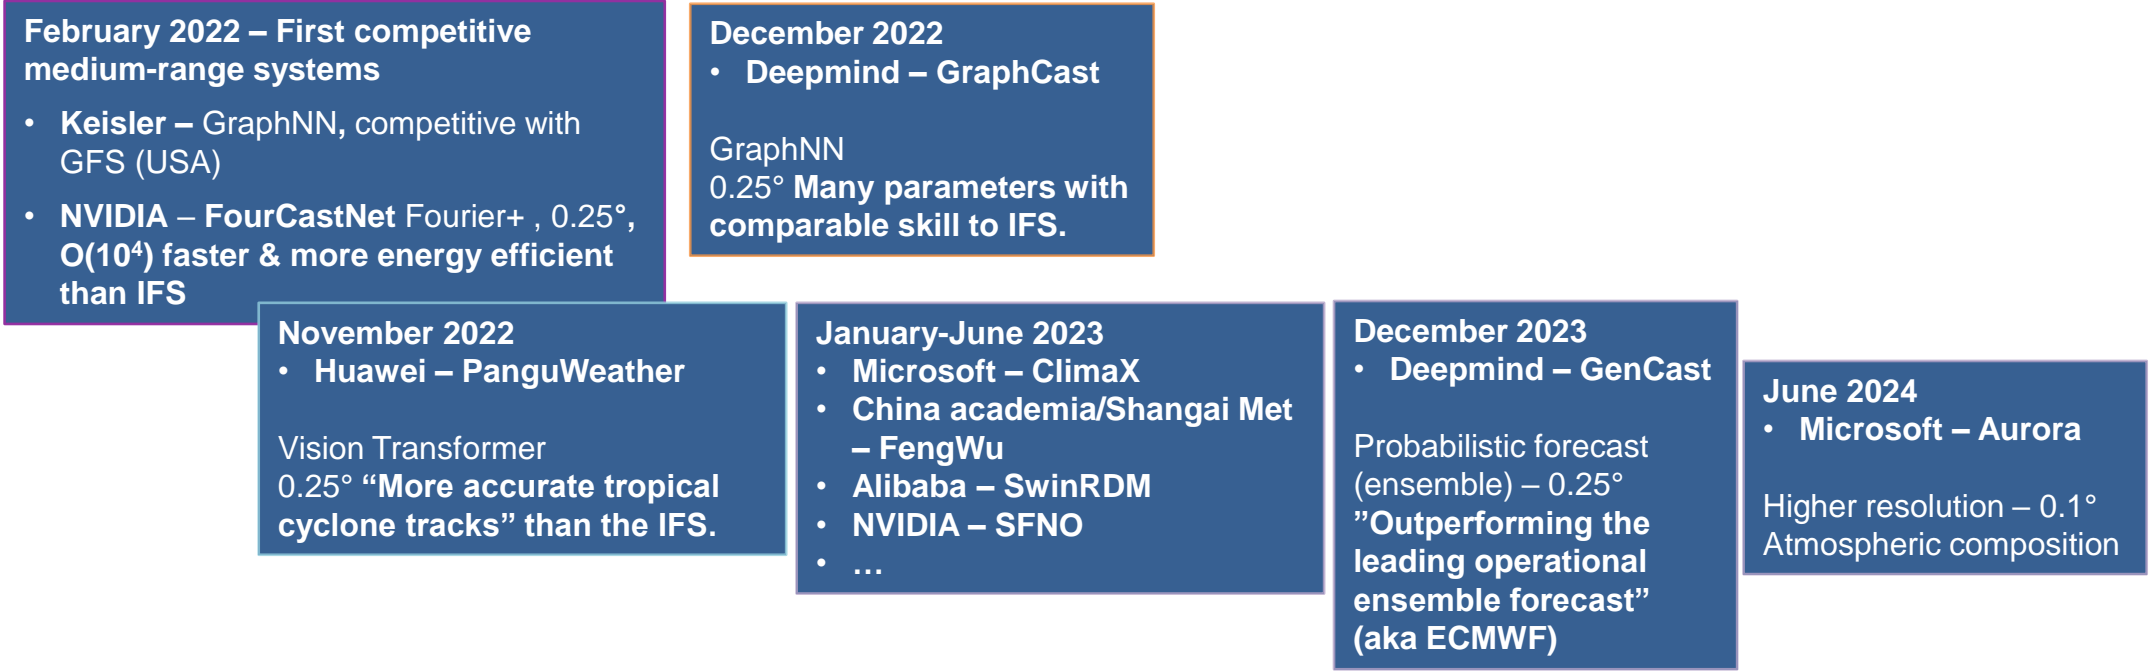 February 2022 – First competitive
medium-range systems
• Keisler – GraphNN, competitive with
GFS (USA)
• NVIDIA – FourCastNet Fourier+ , 0.25°,
O(10⁴) faster & more energy efficient
than IFS
November 2022
• Huawei – PanguWeather
Vision Transformer
0.25° “More accurate tropical
cyclone tracks” than the IFS.
December 2022
• Deepmind – GraphCast
GraphNN
0.25° Many parameters with
comparable skill to IFS.
January-June 2023
• Microsoft – ClimaX
• China academia/Shangai Met
– FengWu
• Alibaba – SwinRDM
• NVIDIA – SFNO
• …
December 2023
• Deepmind – GenCast
Probabilistic forecast
(ensemble) – 0.25°
”Outperforming the
leading operational
ensemble forecast”
(aka ECMWF)
June 2024
• Microsoft – Aurora
Higher resolution – 0.1°
Atmospheric composition